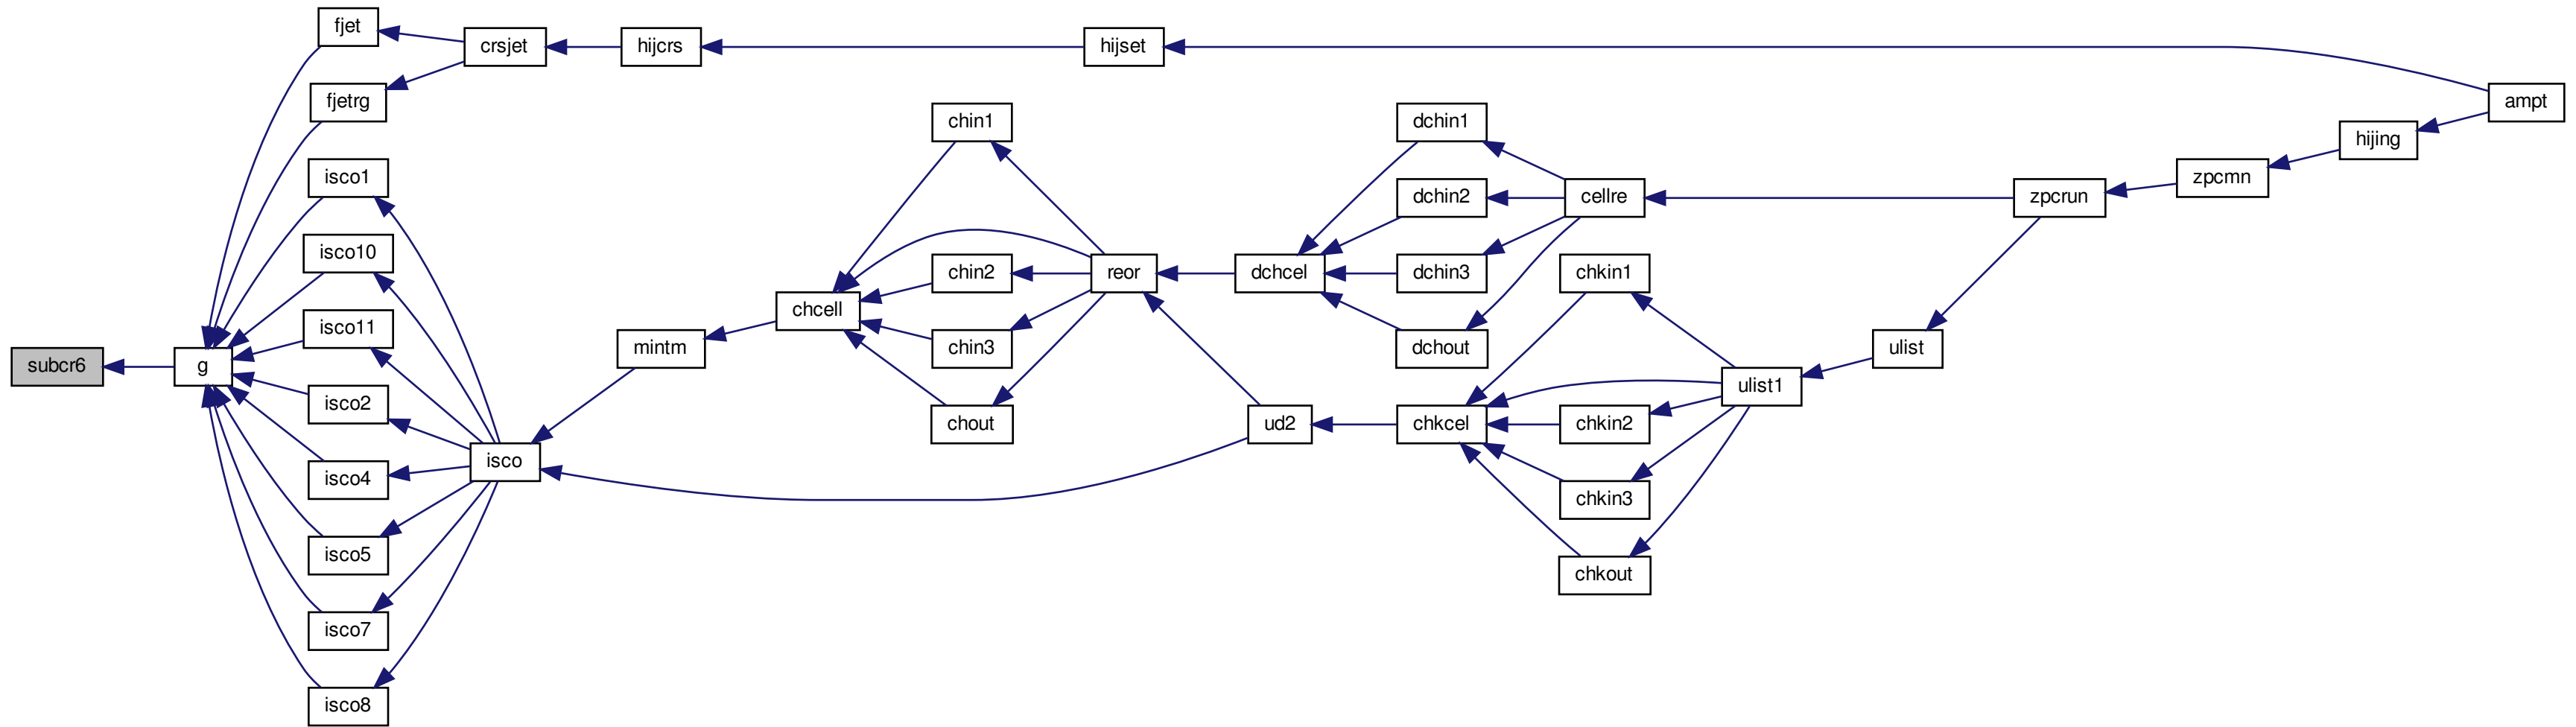 subcr6
g
fjet
fjetrg
isco1
isco10
isco11
isco2
isco4
isco5
isco7
isco8
crsjet
isco
hijcrs
mintm
chcell
chin1
chin2
chin3
chout
hijset
reor
dchcel
ud2
dchin1
dchin2
dchin3
dchout
chkcel
cellre
chkin1
chkin2
chkin3
chkout
ulist1
ulist
zpcrun
zpcmn
hijing
ampt